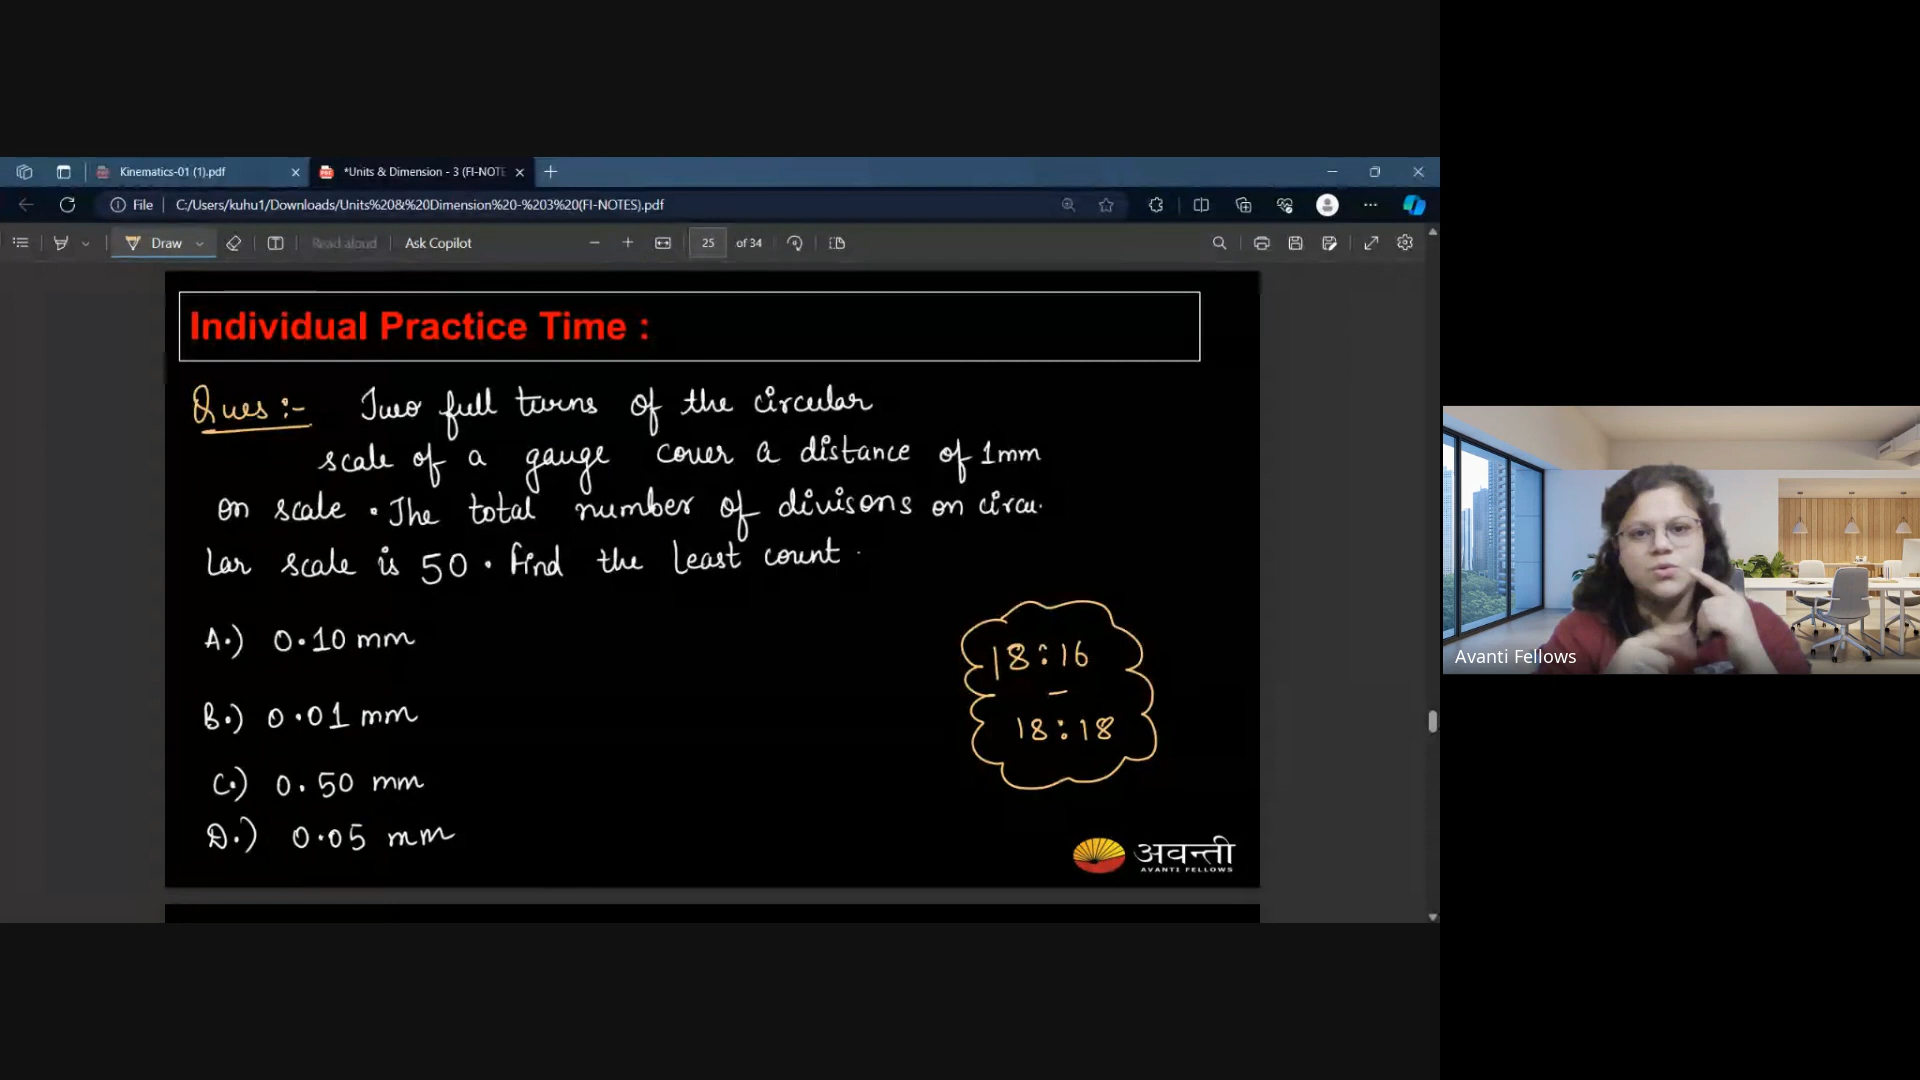 Kinematics-01 (1).pdf
*Units & Dimension - 3 (FI-NOTE
File
C:/Users/kuhu1/Downloads/Units%20&%20Dimension%20-%203%20(FI-NOTES).pdf
Draw
Read aloud
Ask Copilot
25
of 34
Individual Practice Time :
Ques :- Two full turns of the circular
scale of a gauge cover a distance of 1mm
on scale . The total number of divisons on circu.
lar scale is 50 . Find the least count .
A.) 0.10 mm
B.) 0.01 mm
C.) 0.50 mm
D.) 0.05 mm
18:16
–
18:18
अवन्ती
AVANTI FELLOWS
Avanti Fellows